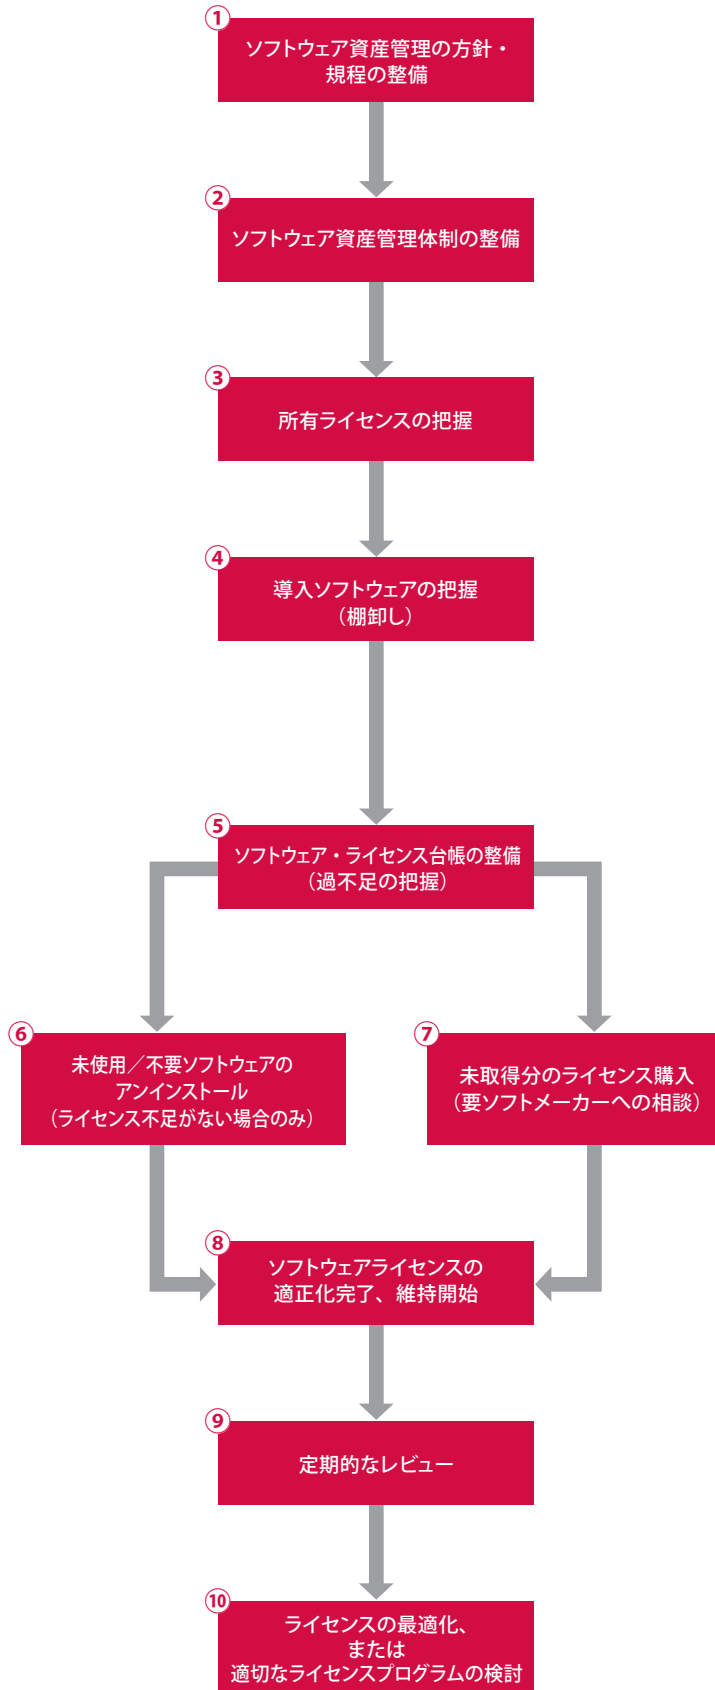 ①
ソフトウェア資産管理の方針・
規程の整備
②
ソフトウェア資産管理体制の整備
③
所有ライセンスの把握
④
導入ソフトウェアの把握
（棚卸し）
⑤
ソフトウェア・ライセンス台帳の整備
（過不足の把握）
⑥
未使用／不要ソフトウェアの
アンインストール
（ライセンス不足がない場合のみ）
⑦
未取得分のライセンス購入
（要ソフトメーカーへの相談）
⑧
ソフトウェアライセンスの
適正化完了、維持開始
⑨
定期的なレビュー
⑩
ライセンスの最適化、
または
適切なライセンスプログラムの検討